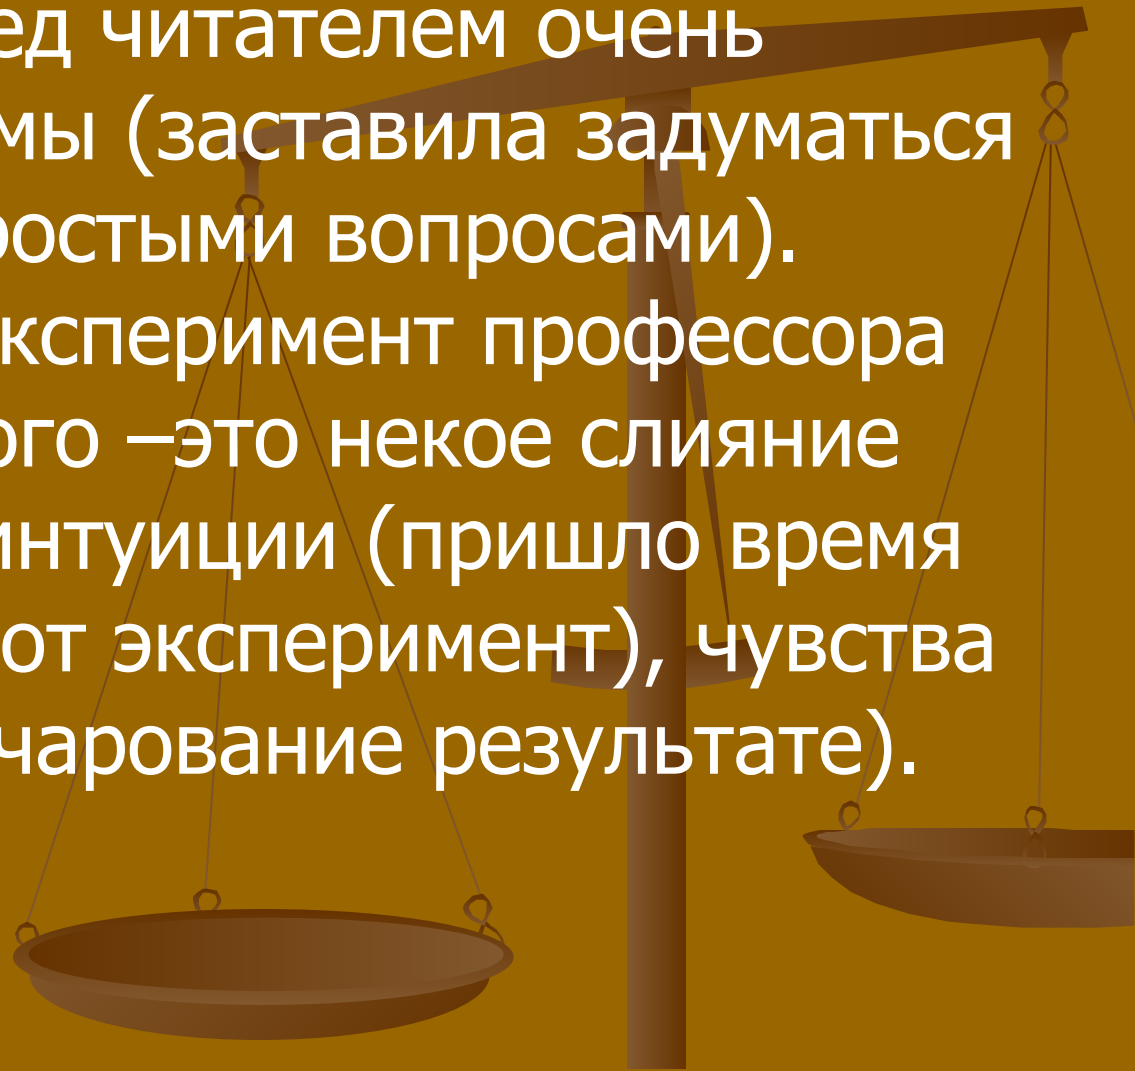 ед читателем очень
мы (заставила задуматься
ростыми вопросами).
ксперимент профессора
ого –это некое слияние
интуиции (пришло время
от эксперимент), чувства
чарование результате).